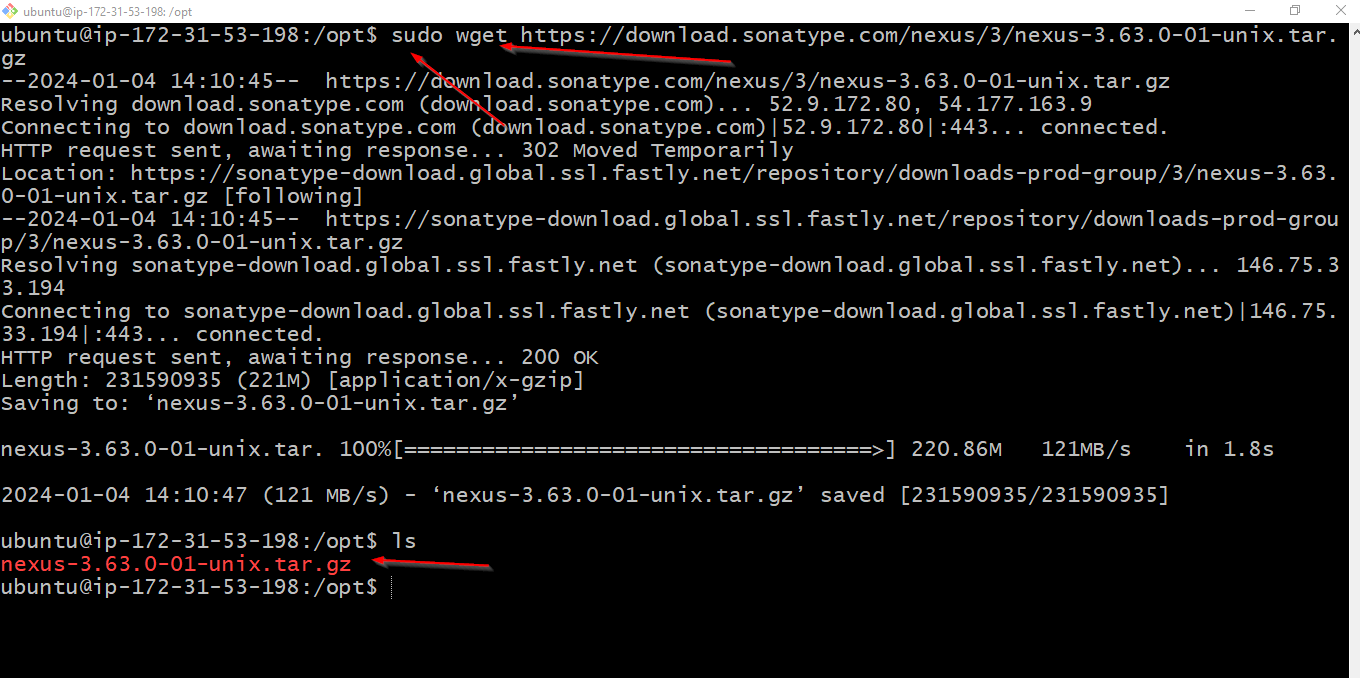 ubuntu@ip-172-31-53-198: /opt
ubuntu@ip-172-31-53-198:/opt$ sudo wget https://download.sonatype.com/nexus/3/nexus-3.63.0-01-unix.tar.
gz
--2024-01-04 14:10:45--  https://download.sonatype.com/nexus/3/nexus-3.63.0-01-unix.tar.gz
Resolving download.sonatype.com (download.sonatype.com)... 52.9.172.80, 54.177.163.9
Connecting to download.sonatype.com (download.sonatype.com)|52.9.172.80|:443... connected.
HTTP request sent, awaiting response... 302 Moved Temporarily
Location: https://sonatype-download.global.ssl.fastly.net/repository/downloads-prod-group/3/nexus-3.63.
0-01-unix.tar.gz [following]
--2024-01-04 14:10:45--  https://sonatype-download.global.ssl.fastly.net/repository/downloads-prod-grou
p/3/nexus-3.63.0-01-unix.tar.gz
Resolving sonatype-download.global.ssl.fastly.net (sonatype-download.global.ssl.fastly.net)... 146.75.3
3.194
Connecting to sonatype-download.global.ssl.fastly.net (sonatype-download.global.ssl.fastly.net)|146.75.
33.194|:443... connected.
HTTP request sent, awaiting response... 200 OK
Length: 231590935 (221M) [application/x-gzip]
Saving to: ‘nexus-3.63.0-01-unix.tar.gz’
nexus-3.63.0-01-unix.tar. 100%[====================================>] 220.86M   121MB/s    in 1.8s
2024-01-04 14:10:47 (121 MB/s) - ‘nexus-3.63.0-01-unix.tar.gz’ saved [231590935/231590935]
ubuntu@ip-172-31-53-198:/opt$ ls
nexus-3.63.0-01-unix.tar.gz
ubuntu@ip-172-31-53-198:/opt$